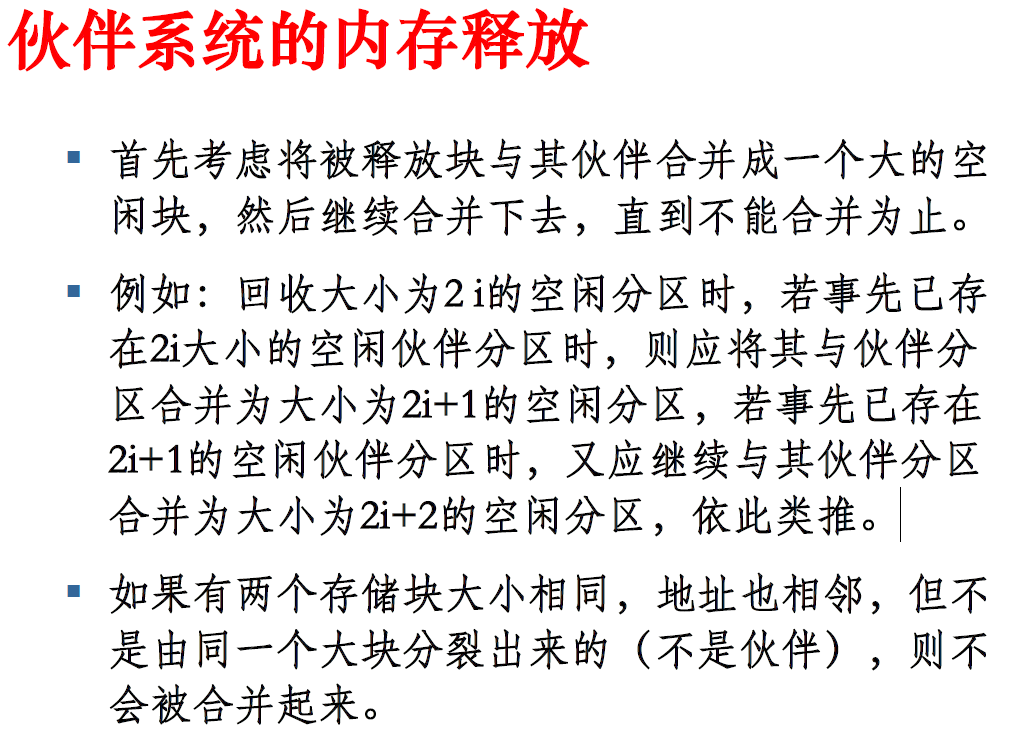 伙伴系统的内存释放
首先考虑将被释放块与其伙伴合并成一个大的空
闲块，然后继续合并下去，直到不能合并为止。
例如：回收大小为2 i的空闲分区时，若事先已存
在2i大小的空闲伙伴分区时，则应将其与伙伴分
区合并为大小为2i+1的空闲分区，若事先已存在
2i+1的空闲伙伴分区时，又应继续与其伙伴分区
合并为大小为2i+2的空闲分区，依此类推。
如果有两个存储块大小相同，地址也相邻，但不
是由同一个大块分裂出来的（不是伙伴），则不
会被合并起来。